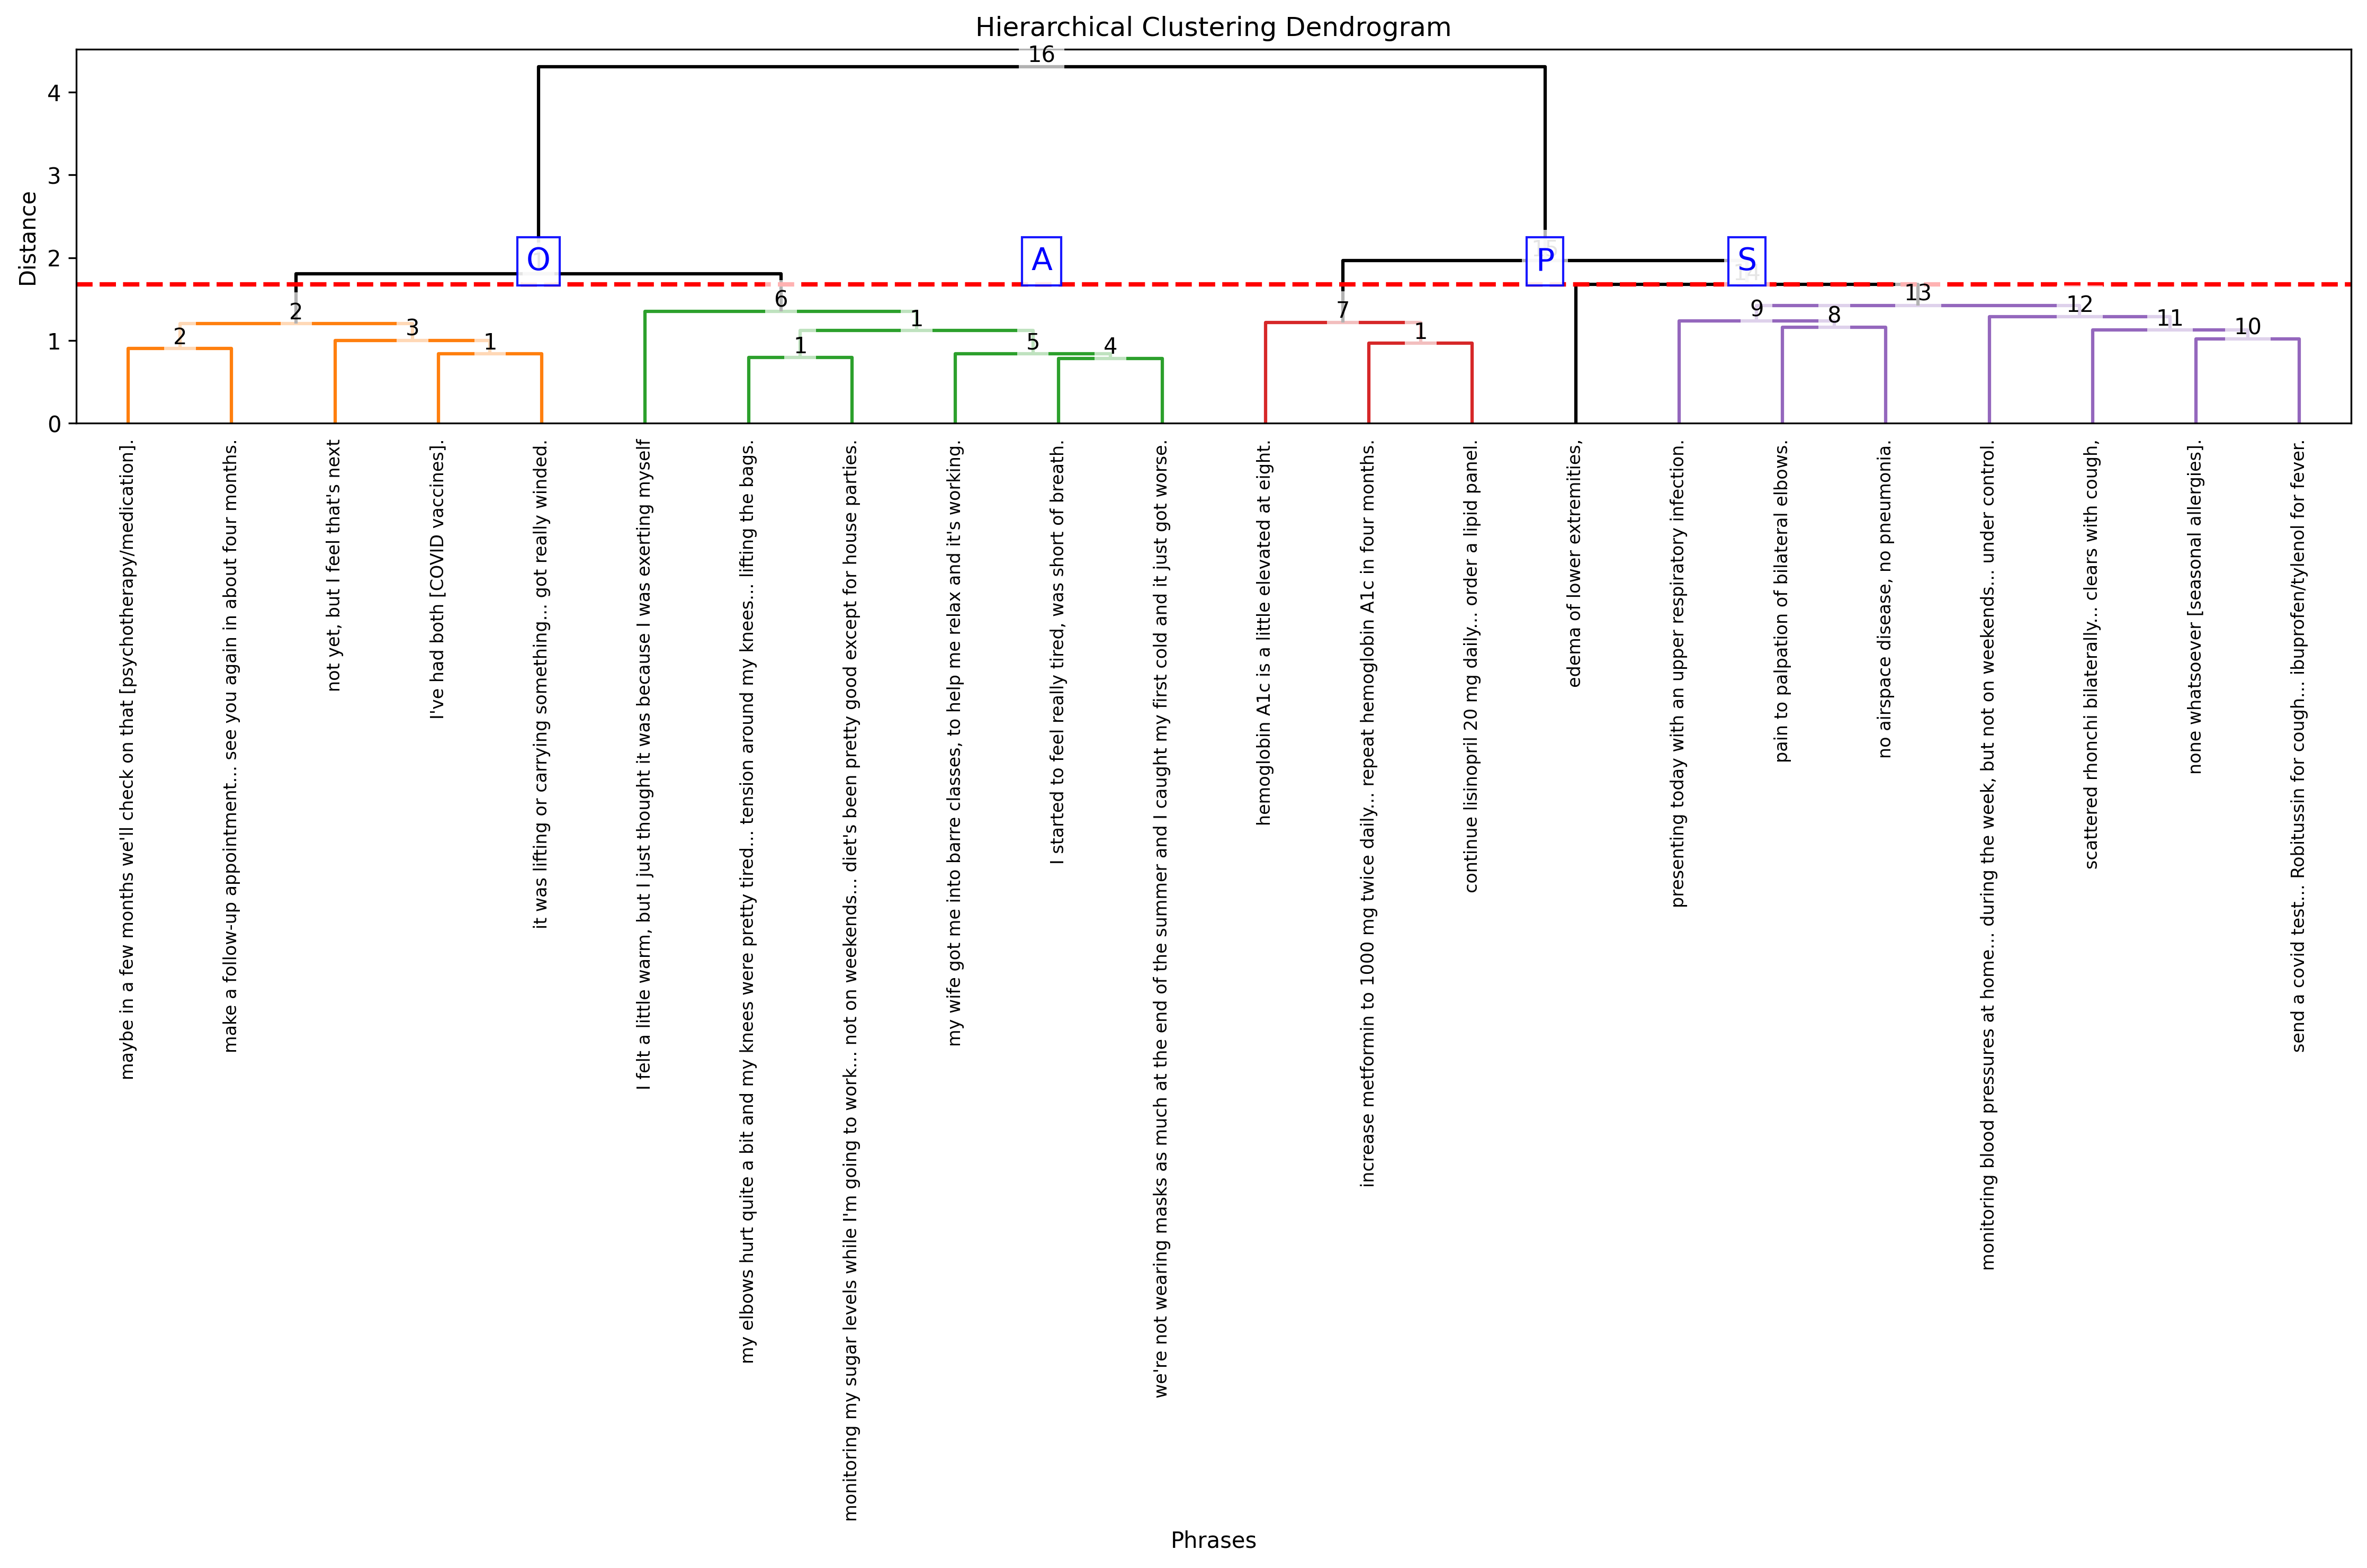 Hierarchical Clustering Dendrogram
Distance
4
3
2
1
0
16
O
A
P
S
2
2
3
1
6
1
1
5
4
7
1
13
9
8
12
11
10
maybe in a few months we'll check on that [psychotherapy/medication].
make a follow-up appointment... see you again in about four months.
not yet, but I feel that's next
I've had both [COVID vaccines].
it was lifting or carrying something... got really winded.
I felt a little warm, but I just thought it was because I was exerting myself
my elbows hurt quite a bit and my knees were pretty tired... tension around my knees... lifting the bags.
monitoring my sugar levels while I'm going to work... not on weekends... diet's been pretty good except for house parties.
my wife got me into barre classes, to help me relax and it's working.
I started to feel really tired, was short of breath.
we're not wearing masks as much at the end of the summer and I caught my first cold and it just got worse.
hemoglobin A1c is a little elevated at eight.
increase metformin to 1000 mg twice daily... repeat hemoglobin A1c in four months.
continue lisinopril 20 mg daily... order a lipid panel.
edema of lower extremities,
presenting today with an upper respiratory infection.
pain to palpation of bilateral elbows.
no airspace disease, no pneumonia.
monitoring blood pressures at home... during the week, but not on weekends... under control.
scattered rhonchi bilaterally... clears with cough,
none whatsoever [seasonal allergies].
send a covid test... Robitussin for cough... ibuprofen/tylenol for fever.
Phrases